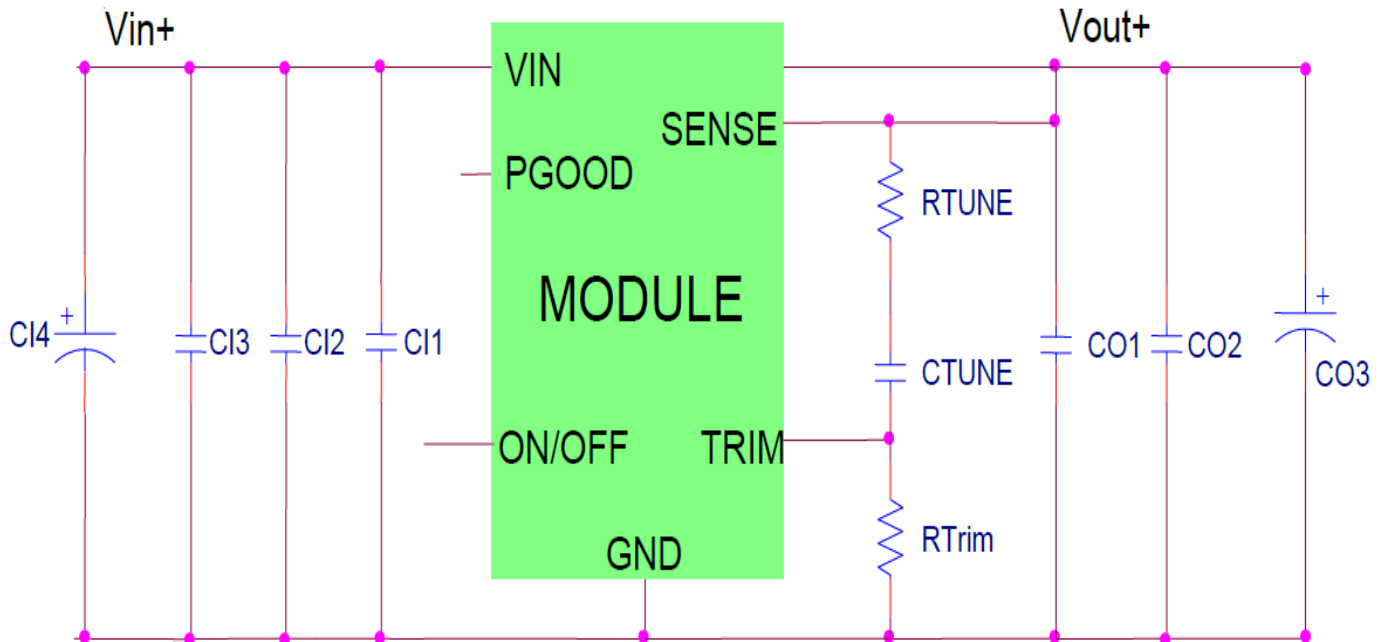 Vin+
Vout+
VIN
SENSE
PGOOD
RTUNE
MODULE
+
CI4
CI3
CI2
CI1
CTUNE
CO1
CO2
+
CO3
ON/OFF
TRIM
RTrim
GND